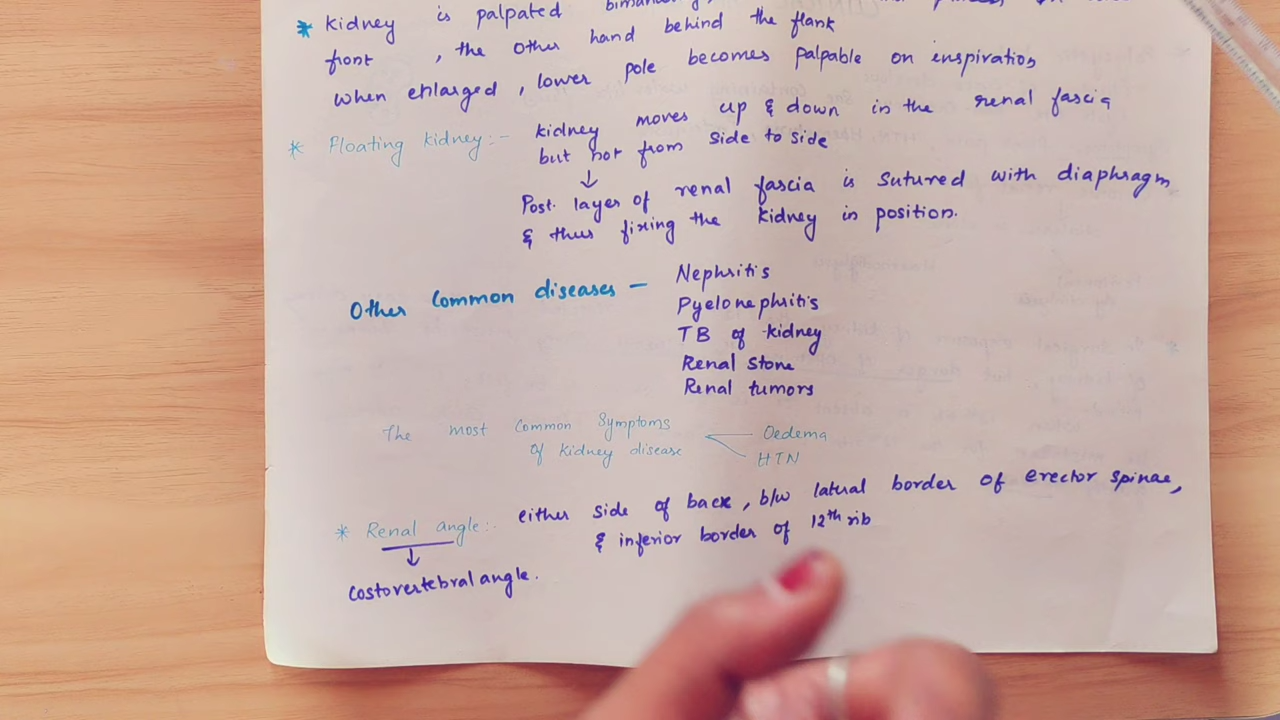 * Kidney is palpated
front , the other hand behind the flank
when enlarged , lower pole becomes palpable on inspiration
* Floating kidney :- kidney moves up & down in the renal fascia
but not from side to side
↓
Post. layer of renal fascia is sutured with diaphragm
& thus fixing the kidney in position.
Other common diseases - Nephritis
Pyelonephritis
TB of kidney
Renal stone
Renal tumors
The most common symptoms Oedema
of kidney disease HTN
* Renal angle :- either side of back, b/w lateral border of erector spinae,
↓ & inferior border of 12th rib
costovertebral angle.